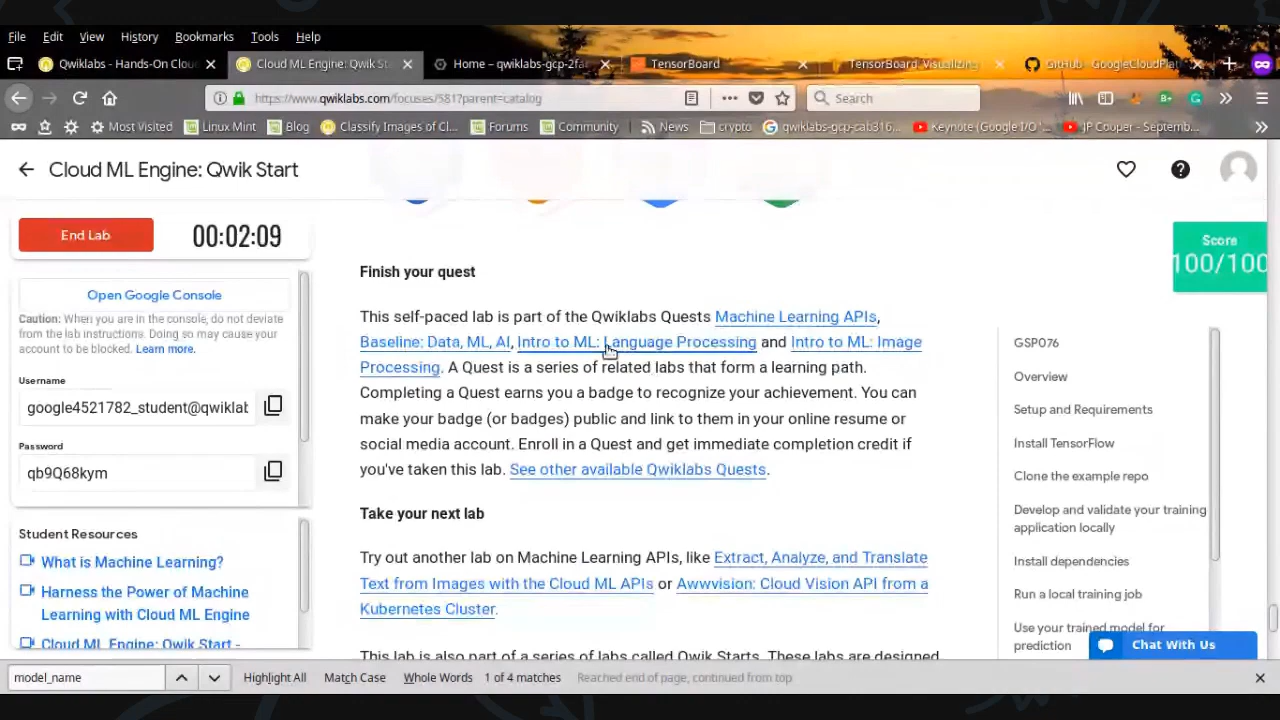 File Edit View History Bookmarks Tools Help
Qwiklabs - Hands-On Clou
Cloud ML Engine: Qwik St
Home – qwiklabs-gcp-2fa
TensorBoard
TensorBoard: Visualizing
GitHub - GoogleCloudPlat
https://www.qwiklabs.com/focuses/581?parent=catalog
Search
Most Visited Linux Mint Blog Classify Images of Cl... Forums Community News crypto qwiklabs-gcp-cab316... Keynote (Google I/O '... JP Couper - Septemb...
Cloud ML Engine: Qwik Start
End Lab
00:02:09
Open Google Console
Caution: When you are in the console, do not deviate
from the lab instructions. Doing so may cause your
account to be blocked. Learn more.
Username
google4521782_student@qwiklab
Password
qb9Q68kym
Student Resources
What is Machine Learning?
Harness the Power of Machine
Learning with Cloud ML Engine
Cloud ML Engine: Qwik Start -
Finish your quest
This self-paced lab is part of the Qwiklabs Quests Machine Learning APIs,
Baseline: Data, ML, AI, Intro to ML: Language Processing and Intro to ML: Image
Processing. A Quest is a series of related labs that form a learning path.
Completing a Quest earns you a badge to recognize your achievement. You can
make your badge (or badges) public and link to them in your online resume or
social media account. Enroll in a Quest and get immediate completion credit if
you've taken this lab. See other available Qwiklabs Quests.
Take your next lab
Try out another lab on Machine Learning APIs, like Extract, Analyze, and Translate
Text from Images with the Cloud ML APIs or Awwvision: Cloud Vision API from a
Kubernetes Cluster.
This lab is also part of a series of labs called Qwik Starts. These labs are designed
Score
100/100
GSP076
Overview
Setup and Requirements
Install TensorFlow
Clone the example repo
Develop and validate your training
application locally
Install dependencies
Run a local training job
Use your trained model for
prediction
Chat With Us
model_name
Highlight All Match Case Whole Words 1 of 4 matches Reached end of page, continued from top